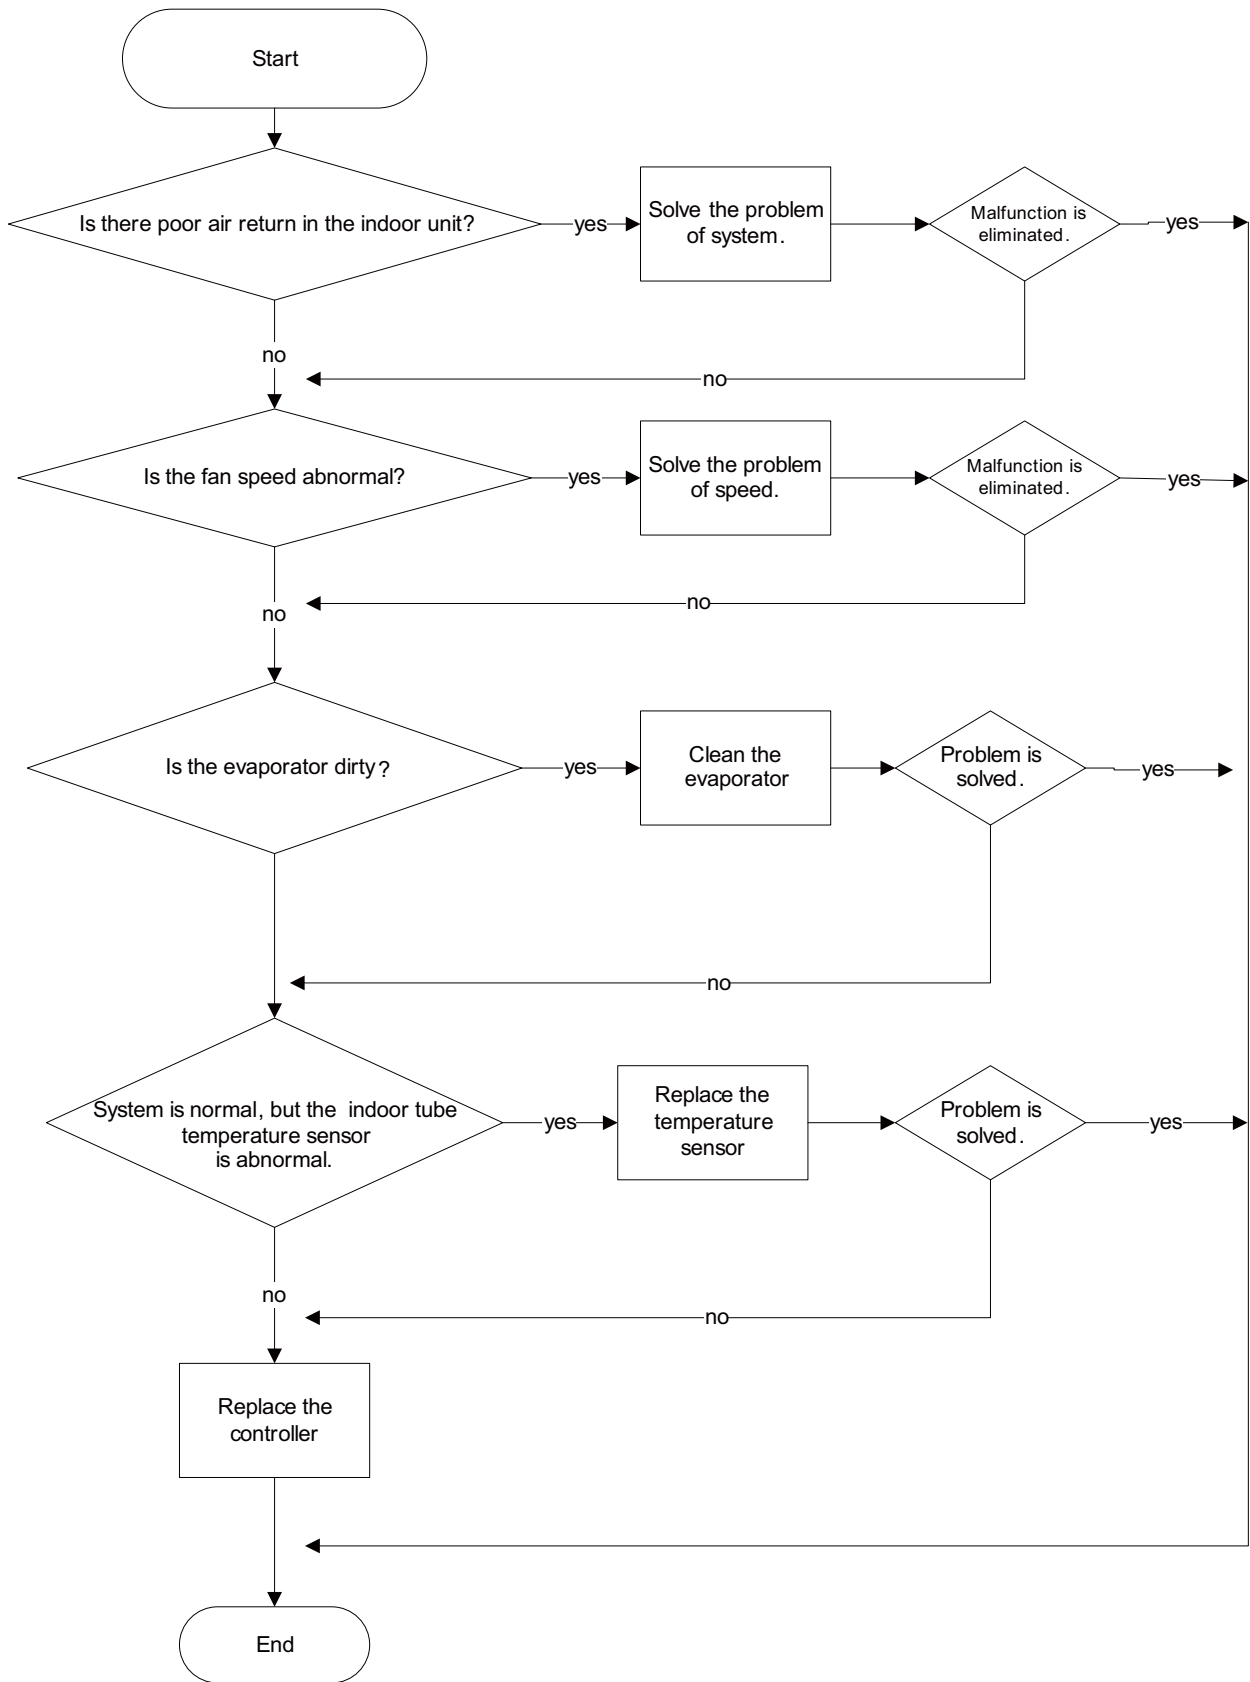 Start
Is there poor air return in the indoor unit?
yes
Solve the problem
of system.
Malfunction is
eliminated.
yes
no
no
Is the fan speed abnormal?
yes
Solve the problem
of speed.
Malfunction is
eliminated.
yes
no
no
Is the evaporator dirty?
yes
Clean the
evaporator
Problem is
solved.
yes
no
System is normal, but the indoor tube
temperature sensor
is abnormal.
yes
Replace the
temperature
sensor
Problem is
solved.
yes
no
no
Replace the
controller
End